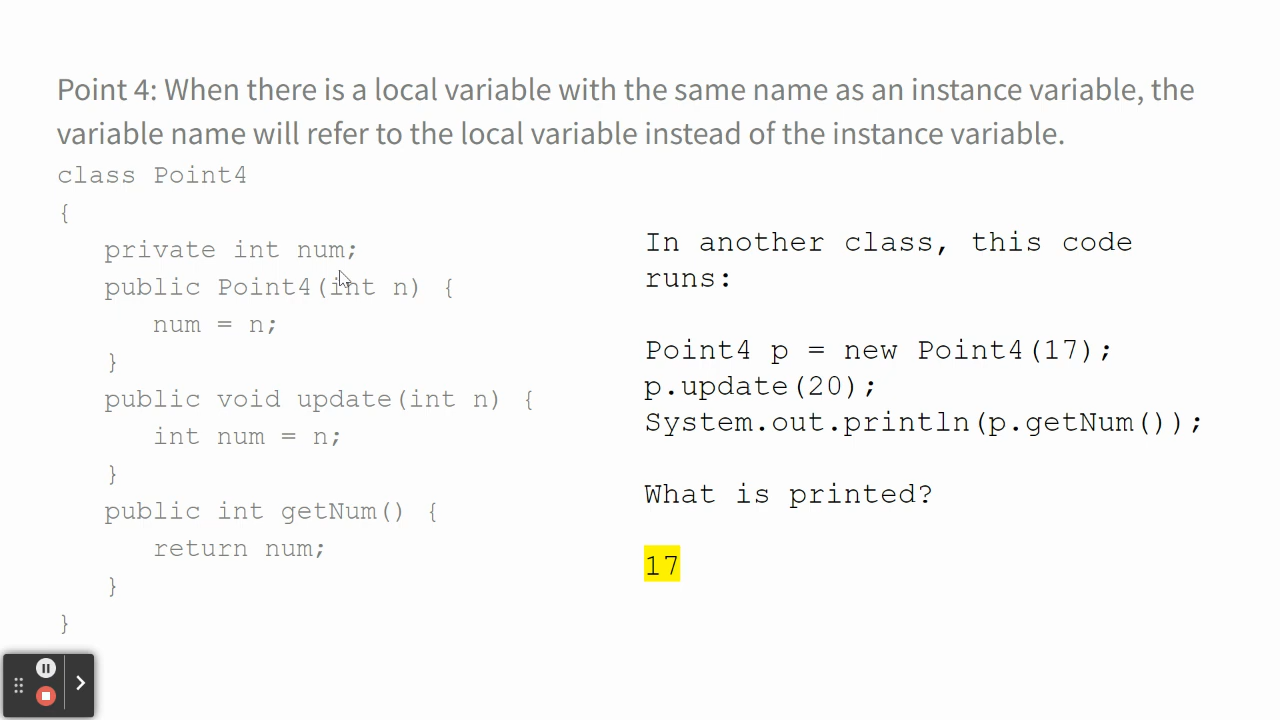 Point 4: When there is a local variable with the same name as an instance variable, the
variable name will refer to the local variable instead of the instance variable.
class Point4
{
private int num;
public Point4(int n) {
num = n;
}
public void update(int n) {
int num = n;
}
public int getNum() {
return num;
}
}
In another class, this code
runs:
Point4 p = new Point4(17);
p.update(20);
System.out.println(p.getNum());
What is printed?
17